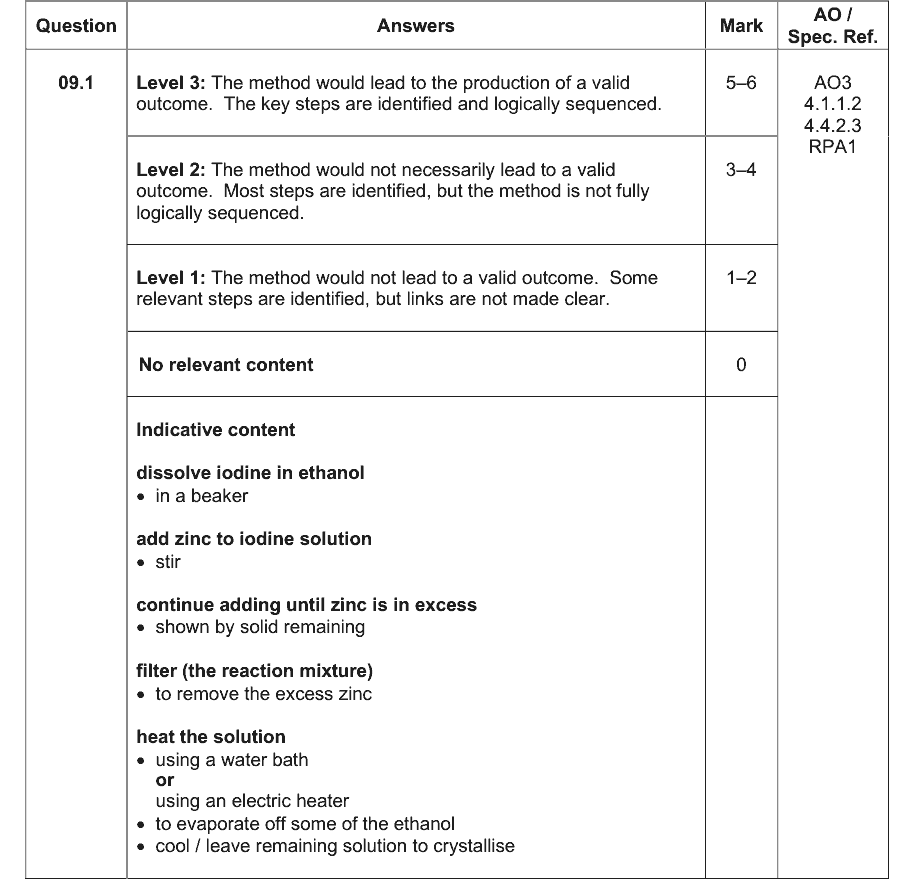 Question
Answers
Mark
AO /
Spec. Ref.
09.1
Level 3: The method would lead to the production of a valid
outcome. The key steps are identified and logically sequenced.
5–6
AO3
4.1.1.2
4.4.2.3
RPA1
Level 2: The method would not necessarily lead to a valid
outcome. Most steps are identified, but the method is not fully
logically sequenced.
3–4
Level 1: The method would not lead to a valid outcome. Some
relevant steps are identified, but links are not made clear.
1–2
No relevant content
0
Indicative content
dissolve iodine in ethanol
• in a beaker
add zinc to iodine solution
• stir
continue adding until zinc is in excess
• shown by solid remaining
filter (the reaction mixture)
• to remove the excess zinc
heat the solution
• using a water bath
or
using an electric heater
• to evaporate off some of the ethanol
• cool / leave remaining solution to crystallise